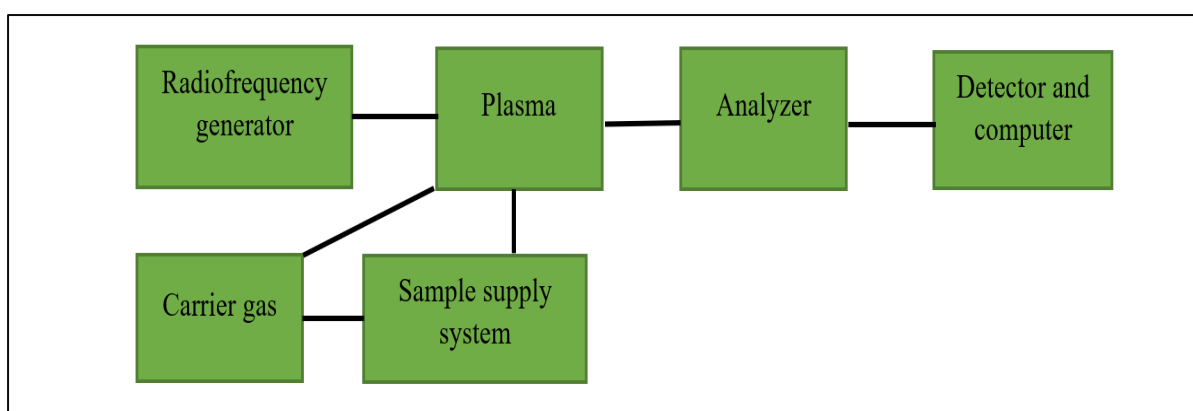 Radiofrequency
generator
Plasma
Analyzer
Detector and
computer
Carrier gas
Sample supply
system